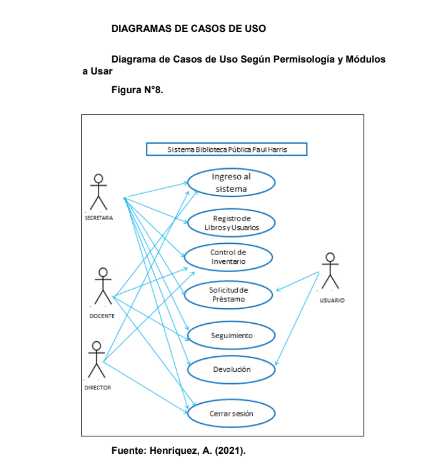 DIAGRAMAS DE CASOS DE USO
Diagrama de Casos de Uso Según Permisología y Módulos
a Usar
Figura N°8.
Sistema Biblioteca Pública Paul Harris
Ingreso al
sistema
SECRETARIA
Registro de
Libros y Usuarios
Control de
Inventario
Solicitud de
Préstamo
USUARIO
DOCENTE
Seguimiento
Devolución
DIRECTOR
Cerrar sesión
Fuente: Henriquez, A. (2021).